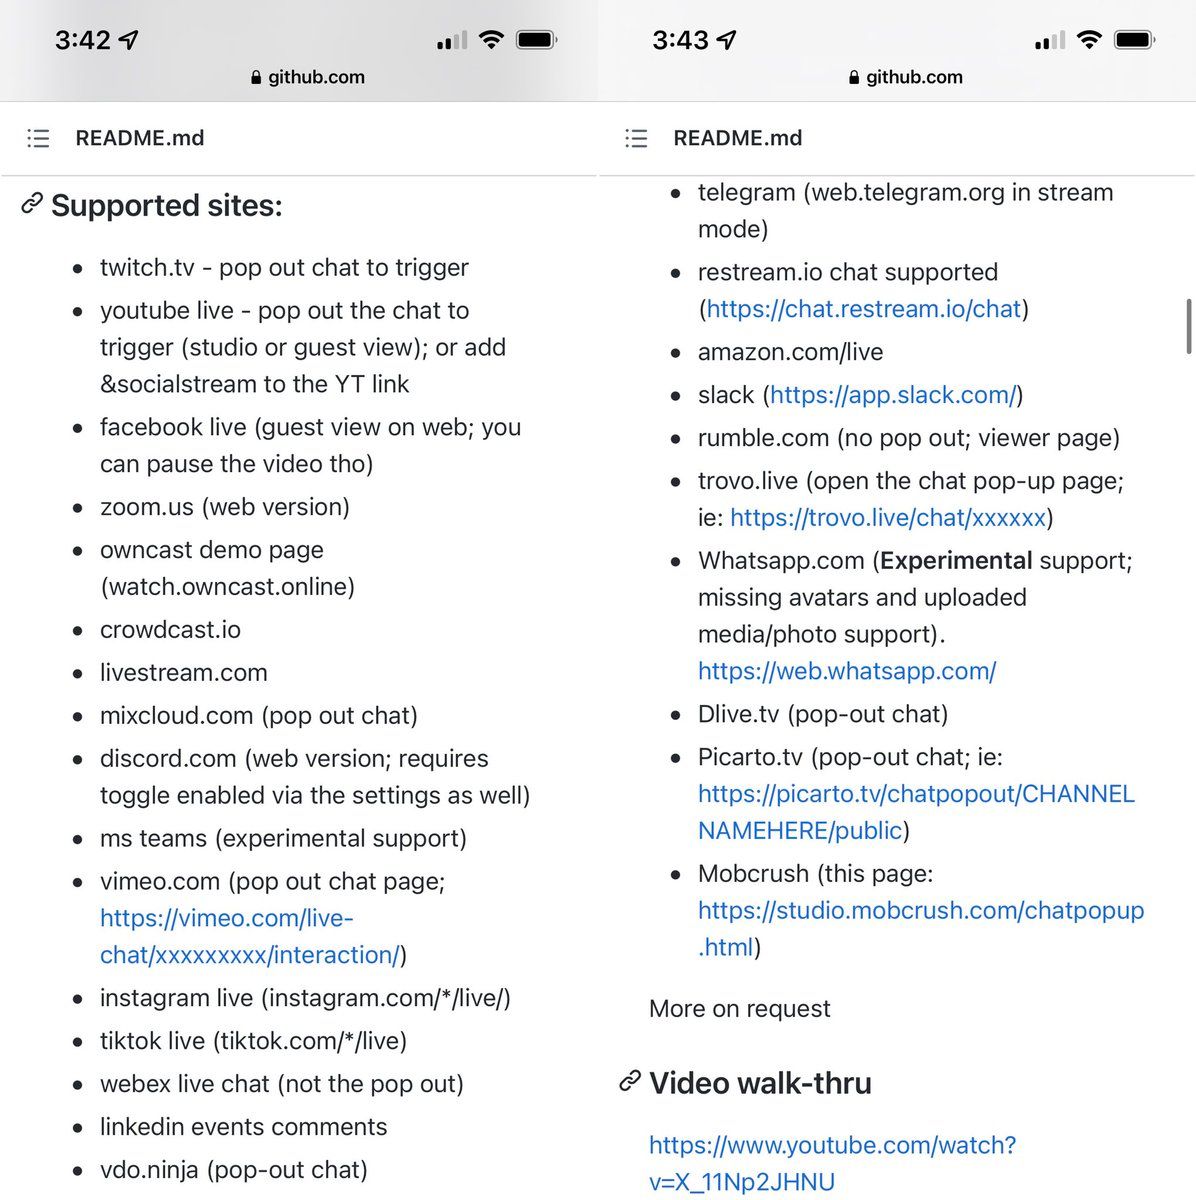 3:42
github.com
README.md
Supported sites:
• twitch.tv - pop out chat to trigger
• youtube live - pop out the chat to
trigger (studio or guest view); or add
&socialstream to the YT link
• facebook live (guest view on web; you
can pause the video tho)
• zoom.us (web version)
• owncast demo page
(watch.owncast.online)
• crowdcast.io
• livestream.com
• mixcloud.com (pop out chat)
• discord.com (web version; requires
toggle enabled via the settings as well)
• ms teams (experimental support)
• vimeo.com (pop out chat page;
https://vimeo.com/live-
chat/xxxxxxxxx/interaction/)
• instagram live (instagram.com/*/live/)
• tiktok live (tiktok.com/*/live)
• webex live chat (not the pop out)
• linkedin events comments
• vdo.ninja (pop-out chat)
3:43
github.com
README.md
• telegram (web.telegram.org in stream
mode)
• restream.io chat supported
(https://chat.restream.io/chat)
• amazon.com/live
• slack (https://app.slack.com/)
• rumble.com (no pop out; viewer page)
• trovo.live (open the chat pop-up page;
ie: https://trovo.live/chat/xxxxxx)
• Whatsapp.com (Experimental support;
missing avatars and uploaded
media/photo support).
https://web.whatsapp.com/
• Dlive.tv (pop-out chat)
• Picarto.tv (pop-out chat; ie:
https://picarto.tv/chatpopout/CHANNEL
NAMEHERE/public)
• Mobcrush (this page:
https://studio.mobcrush.com/chatpopup
.html)
More on request
Video walk-thru
https://www.youtube.com/watch?
v=X_11Np2JHNU